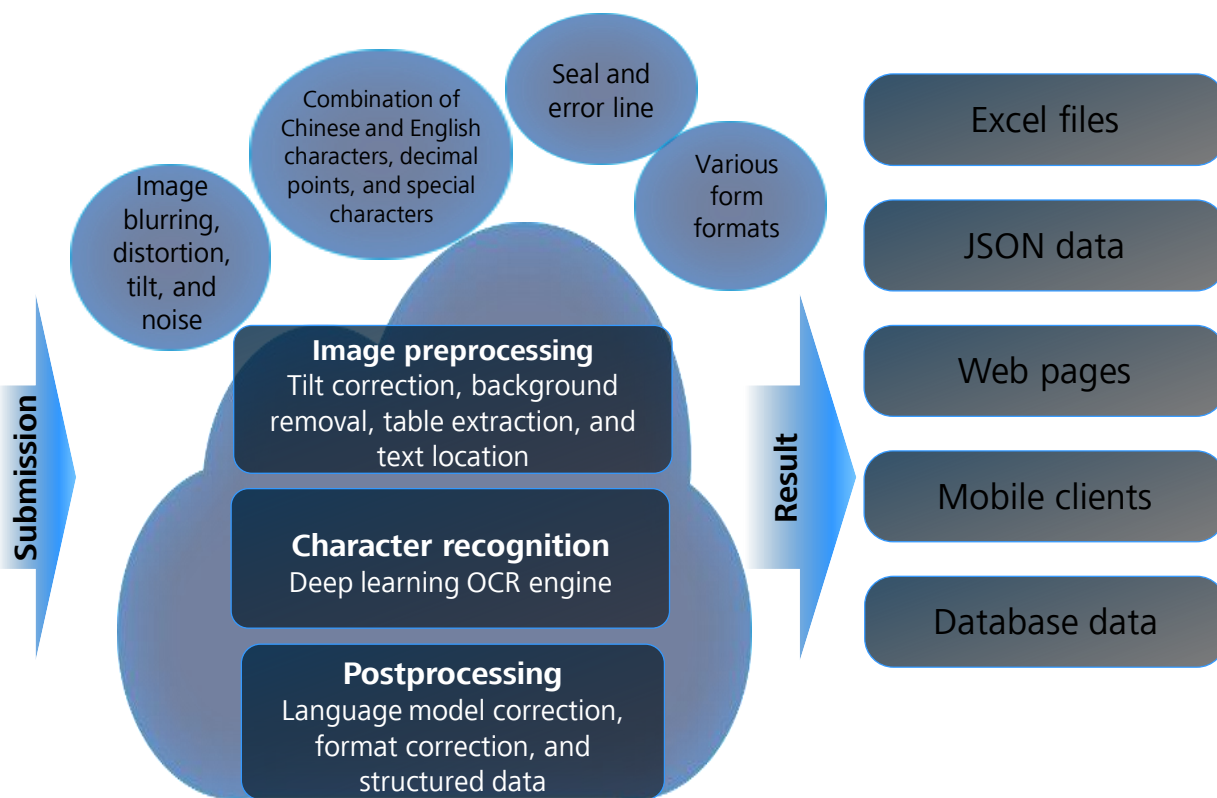 Submission
Image
blurring,
distortion,
tilt, and
noise
Combination of
Chinese and English
characters, decimal
points, and special
characters
Seal and
error line
Various
form
formats
Image preprocessing
Tilt correction, background
removal, table extraction, and
text location
Character recognition
Deep learning OCR engine
Postprocessing
Language model correction,
format correction, and
structured data
Result
Excel files
JSON data
Web pages
Mobile clients
Database data